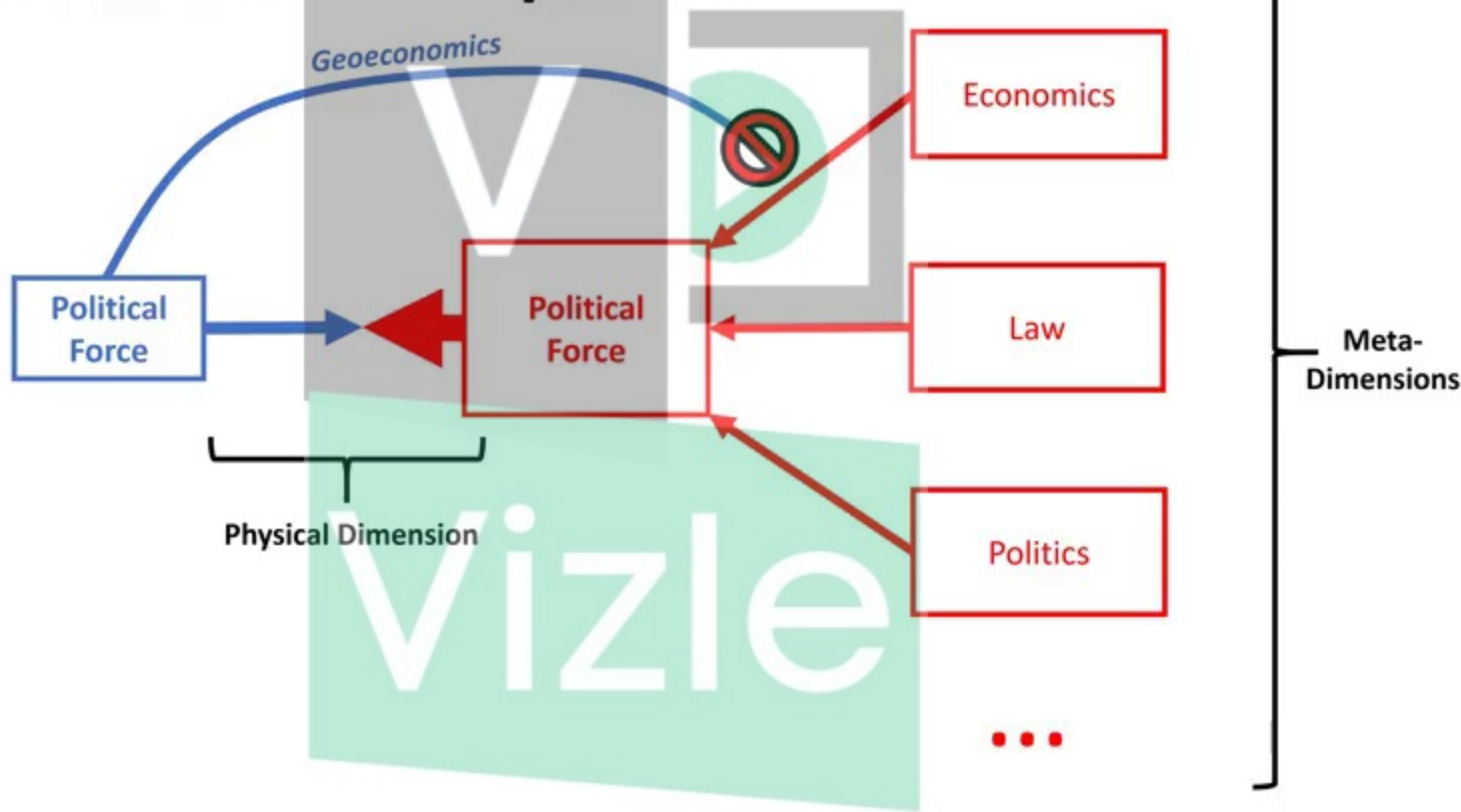 Geoeconomics
V
Economics
Political
Force
Political
Force
Law
Meta-
Dimensions
Physical Dimension
Vizle
Politics
...